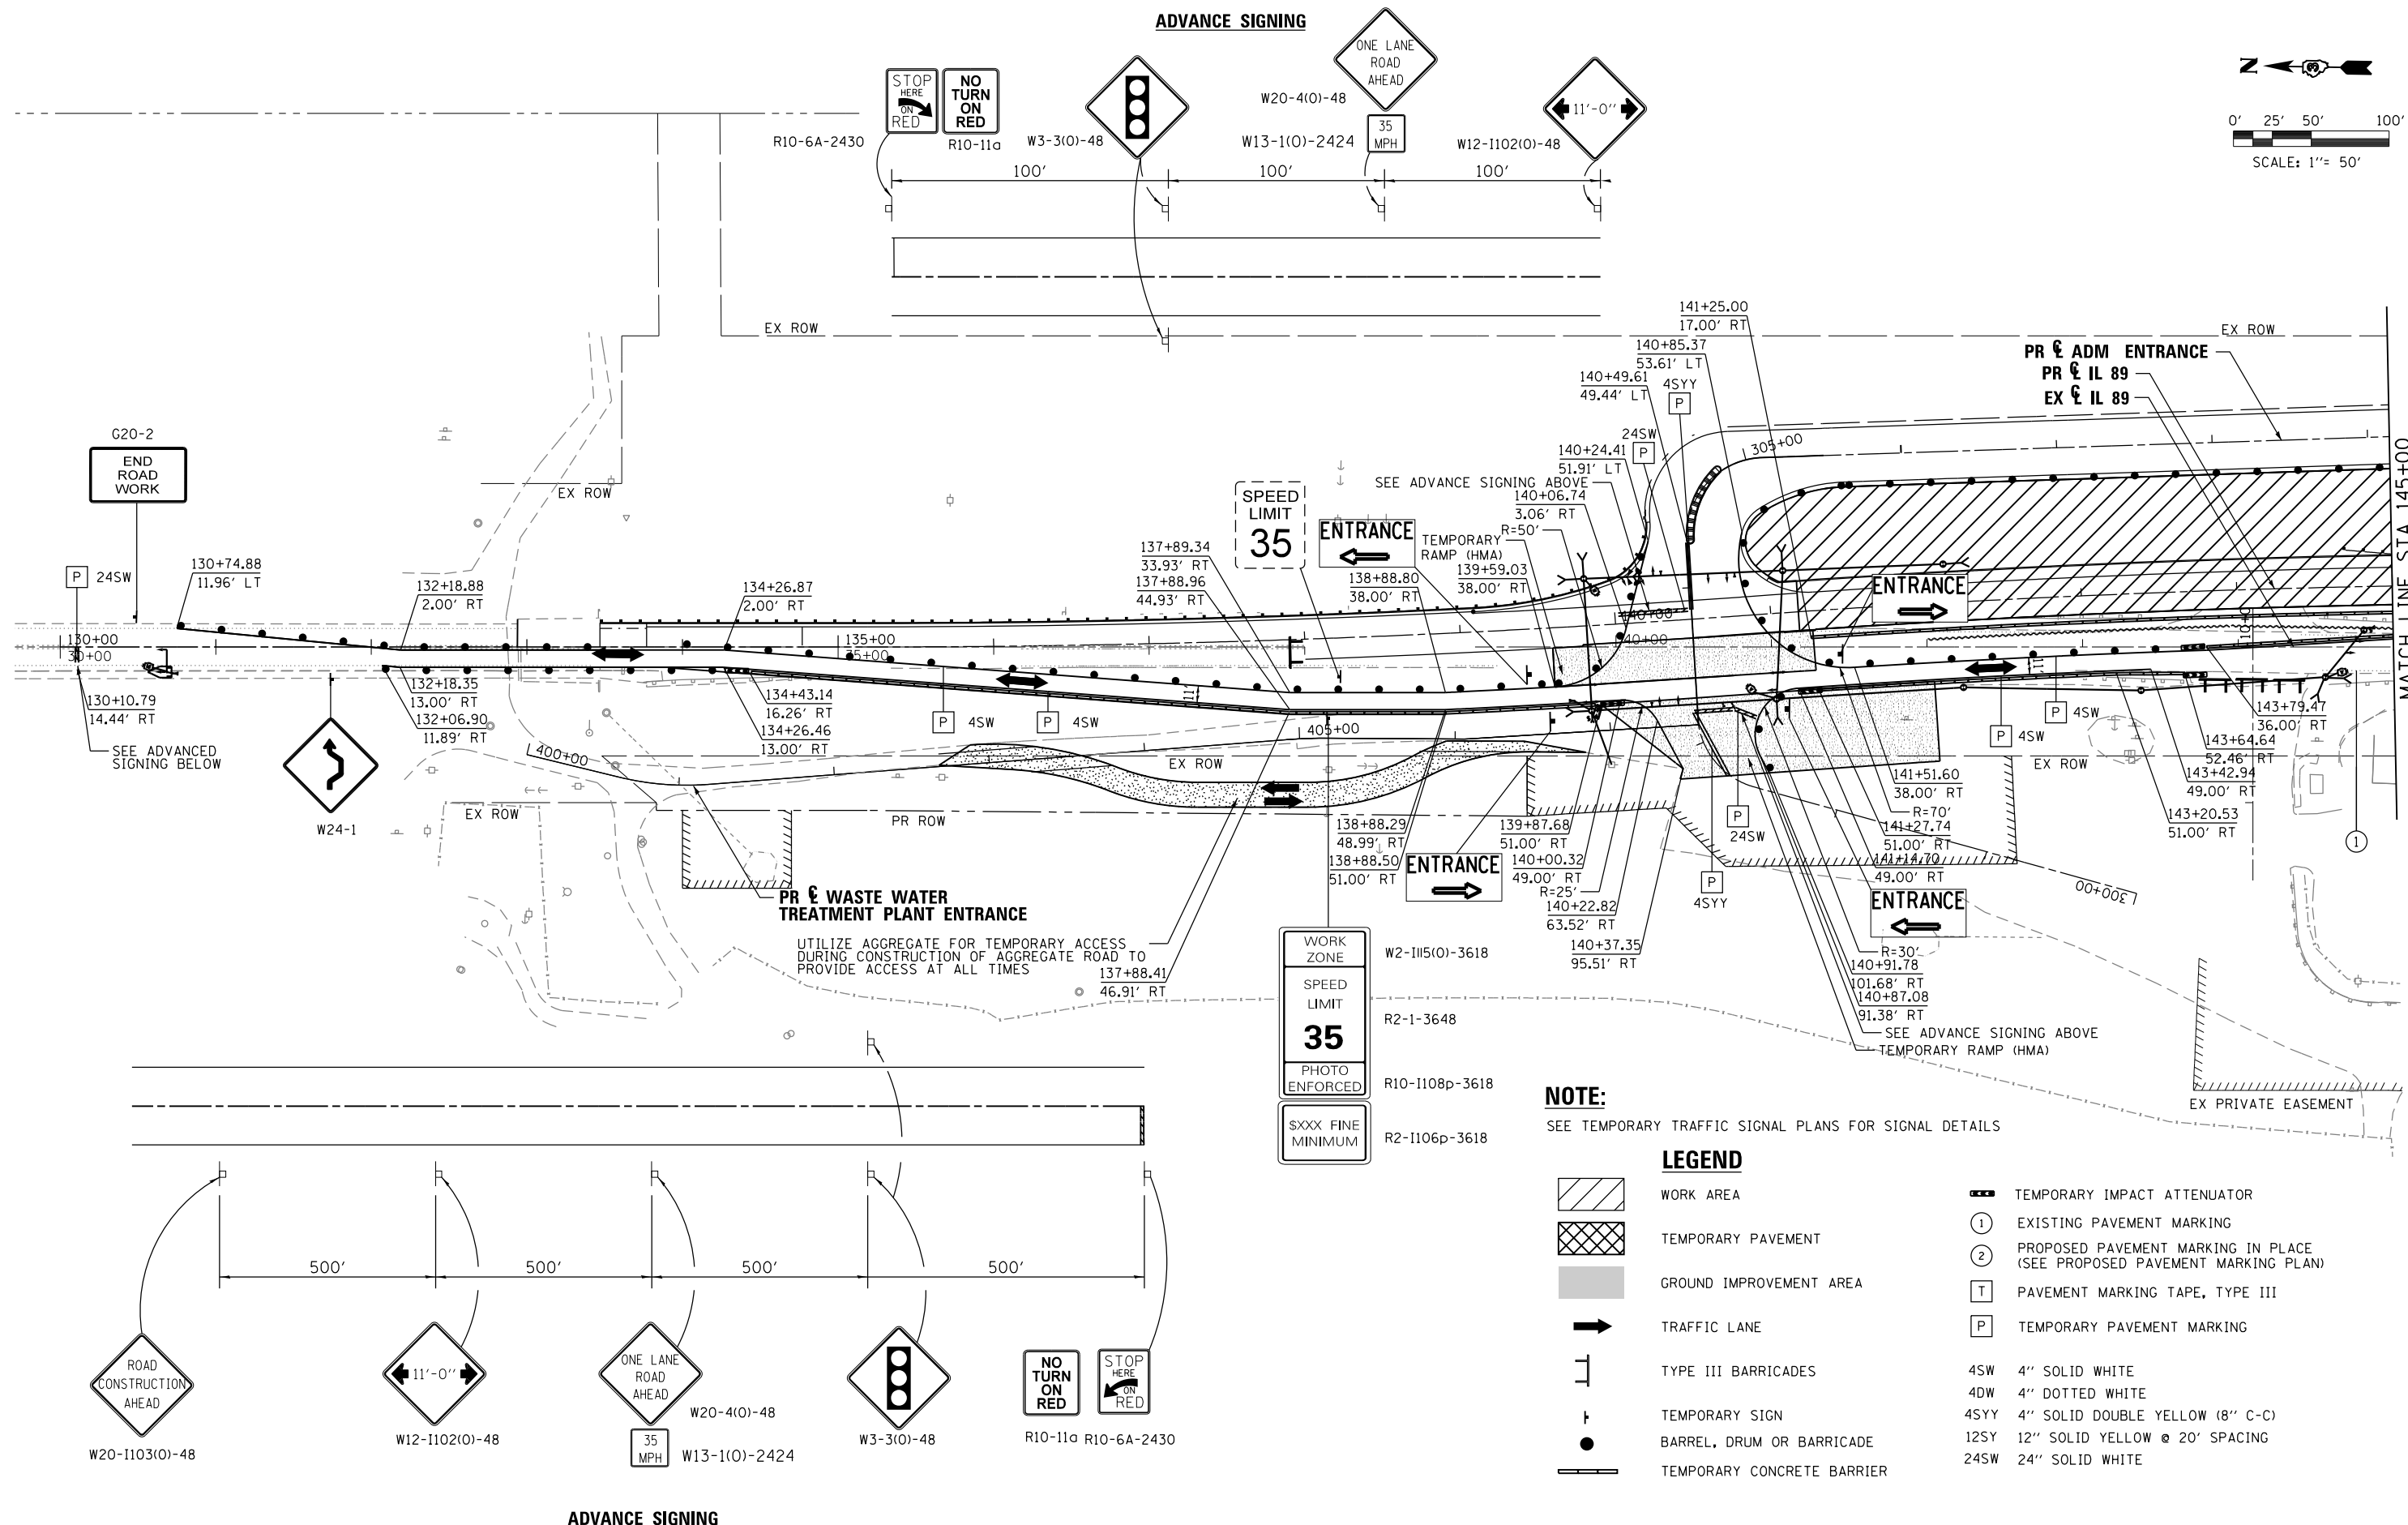 ADVANCE SIGNING
STOP
HERE
ON
RED
NO
TURN
ON
RED
R10-6A-2430
R10-11a
W3-3(O)-48
ONE LANE
ROAD
AHEAD
W20-4(O)-48
35
MPH
W13-1(O)-2424
11'-0"
W12-I102(O)-48
100'
100'
100'
N
0' 25' 50' 100'
SCALE: 1"= 50'
EX ROW
EX ROW
EX ROW
G20-2
END
ROAD
WORK
P 24SW
130+74.88
11.96' LT
132+18.88
2.00' RT
134+26.87
2.00' RT
137+89.34
33.93' RT
137+88.96
44.93' RT
SPEED
LIMIT
35
ENTRANCE
138+88.80
38.00' RT
TEMPORARY
RAMP (HMA)
139+59.03
38.00' RT
R=50'
SEE ADVANCE SIGNING ABOVE
140+06.74
3.06' RT
140+24.41
51.91' LT
24SW
P
140+49.61
49.44' LT
4SYY
P
140+85.37
53.61' LT
141+25.00
17.00' RT
305+00
PR ℄ ADM ENTRANCE
PR ℄ IL 89
EX ℄ IL 89
MATCH LINE STA 145+00
ENTRANCE
130+00
30+00
135+00
35+00
140+00
40+00
130+10.79
14.44' RT
SEE ADVANCED
SIGNING BELOW
W24-1
132+18.35
13.00' RT
132+06.90
11.89' RT
134+43.14
16.26' RT
134+26.46
13.00' RT
P 4SW
P 4SW
11'
11'
400+00
405+00
EX ROW
EX ROW
PR ROW
EX ROW
P 4SW
P 4SW
143+79.47
36.00' RT
143+64.64
52.46' RT
143+42.94
49.00' RT
143+20.53
51.00' RT
141+51.60
38.00' RT
R=70'
141+27.74
51.00' RT
141+14.70
49.00' RT
ENTRANCE
R=30'
140+91.78
101.68' RT
140+87.08
91.38' RT
SEE ADVANCE SIGNING ABOVE
TEMPORARY RAMP (HMA)
P
24SW
P
4SYY
300+00
1
138+88.29
48.99' RT
138+88.50
51.00' RT
ENTRANCE
139+87.68
51.00' RT
140+00.32
49.00' RT
R=25'
140+22.82
63.52' RT
140+37.35
95.51' RT
PR ℄ WASTE WATER
TREATMENT PLANT ENTRANCE
UTILIZE AGGREGATE FOR TEMPORARY ACCESS
DURING CONSTRUCTION OF AGGREGATE ROAD TO
PROVIDE ACCESS AT ALL TIMES
137+88.41
46.91' RT
WORK
ZONE
W2-I115(O)-3618
SPEED
LIMIT
35
R2-1-3648
PHOTO
ENFORCED
R10-I108p-3618
$XXX FINE
MINIMUM
R2-I106p-3618
EX PRIVATE EASEMENT
NOTE:
SEE TEMPORARY TRAFFIC SIGNAL PLANS FOR SIGNAL DETAILS
LEGEND
WORK AREA
TEMPORARY PAVEMENT
GROUND IMPROVEMENT AREA
TRAFFIC LANE
TYPE III BARRICADES
TEMPORARY SIGN
BARREL, DRUM OR BARRICADE
TEMPORARY CONCRETE BARRIER
TEMPORARY IMPACT ATTENUATOR
1 EXISTING PAVEMENT MARKING
2 PROPOSED PAVEMENT MARKING IN PLACE
(SEE PROPOSED PAVEMENT MARKING PLAN)
T PAVEMENT MARKING TAPE, TYPE III
P TEMPORARY PAVEMENT MARKING
4SW 4" SOLID WHITE
4DW 4" DOTTED WHITE
4SYY 4" SOLID DOUBLE YELLOW (8" C-C)
12SY 12" SOLID YELLOW @ 20' SPACING
24SW 24" SOLID WHITE
500'
500'
500'
500'
ROAD
CONSTRUCTION
AHEAD
W20-I103(O)-48
11'-0"
W12-I102(O)-48
ONE LANE
ROAD
AHEAD
W20-4(O)-48
35
MPH
W13-1(O)-2424
W3-3(O)-48
NO
TURN
ON
RED
R10-11a
STOP
HERE
ON
RED
R10-6A-2430
ADVANCE SIGNING